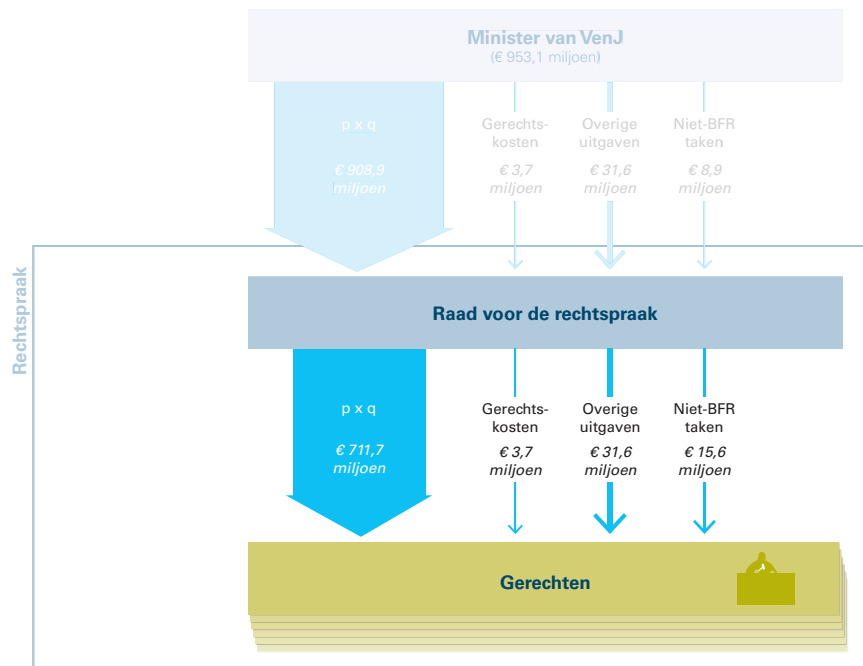 Minister van VenJ
(€ 953,1 miljoen)
p x q
€ 908,9
miljoen
Gerechts-
kosten
€ 3,7
miljoen
Overige
uitgaven
€ 31,6
miljoen
Niet-BFR
taken
€ 8,9
miljoen
Rechtspraak
Raad voor de rechtspraak
p x q
€ 711,7
miljoen
Gerechts-
kosten
€ 3,7
miljoen
Overige
uitgaven
€ 31,6
miljoen
Niet-BFR
taken
€ 15,6
miljoen
Gerechten